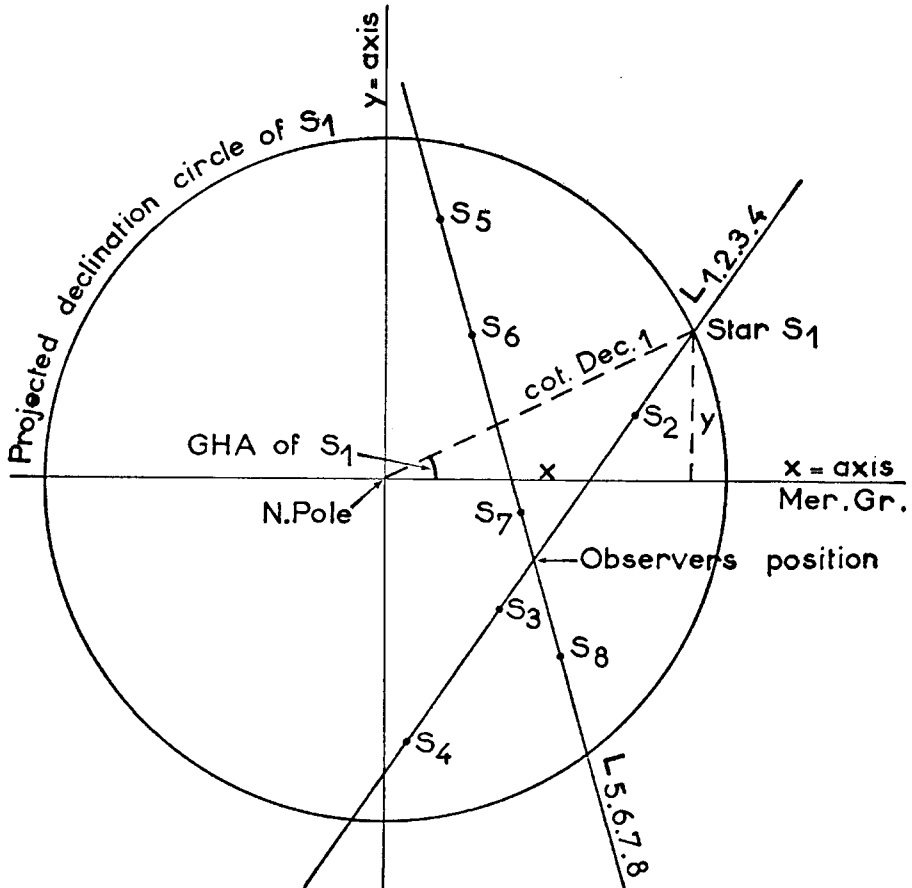 y=axis
Projected declination circle of S1
S5
L1.2.3.4
S6
Star S1
cot. Dec. 1
S2
y
GHA of S1
x
x = axis
Mer.Gr.
N.Pole
S7
Observers position
S3
S8
S4
L5.6.7.8